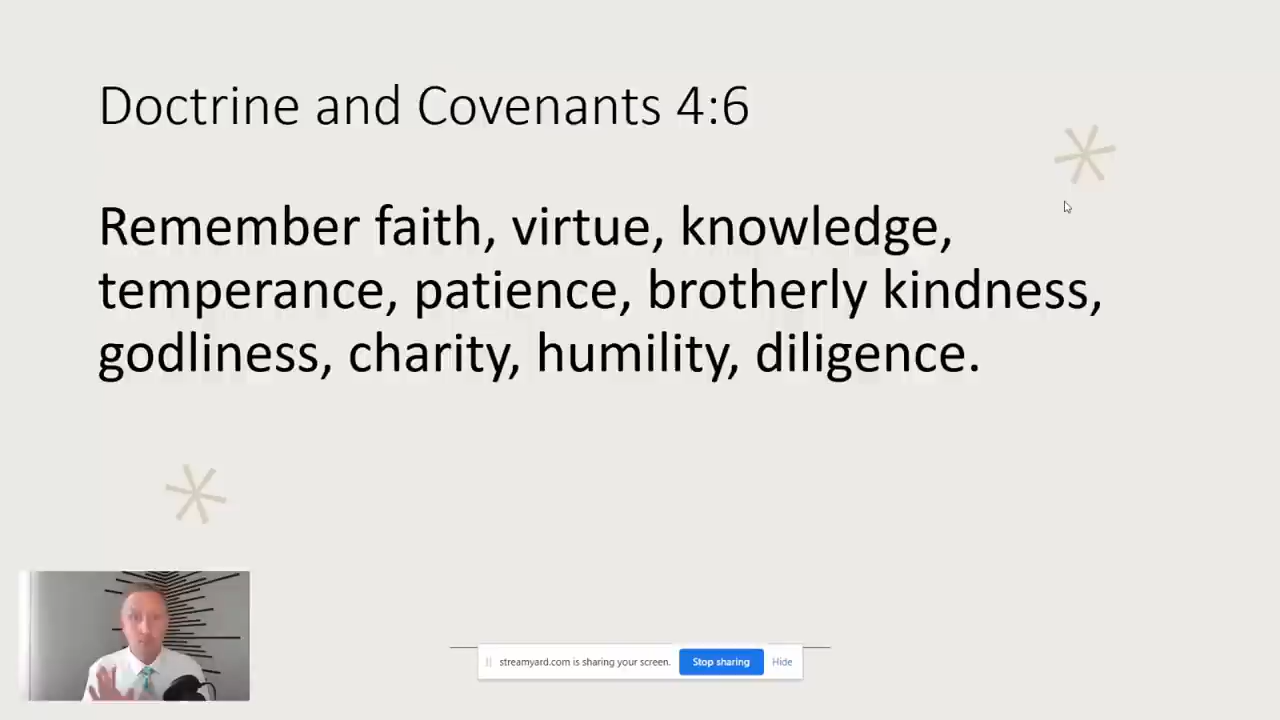 Doctrine and Covenants 4:6
Remember faith, virtue, knowledge,
temperance, patience, brotherly kindness,
godliness, charity, humility, diligence.
streamyard.com is sharing your screen.
Stop sharing
Hide